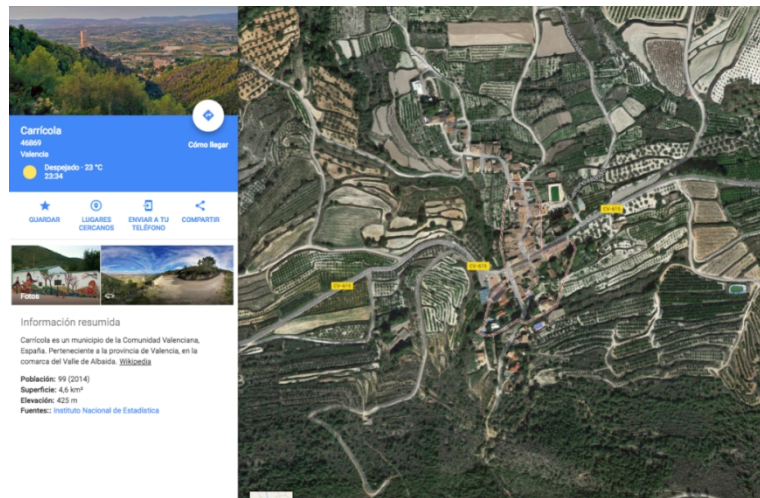 Carrícola
46869
Valencia
Cómo llegar
Despejado · 23 °C
23:34
GUARDAR
LUGARES CERCANOS
ENVIAR A TU TELÉFONO
COMPARTIR
Fotos
Información resumida
Carrícola es un municipio de la Comunidad Valenciana,
España. Perteneciente a la provincia de Valencia, en la
comarca del Valle de Albaida. Wikipedia
Población: 99 (2014)
Superficie: 4,6 km²
Elevación: 425 m
Fuentes:: Instituto Nacional de Estadística
CV-615
CV-615
CV-615